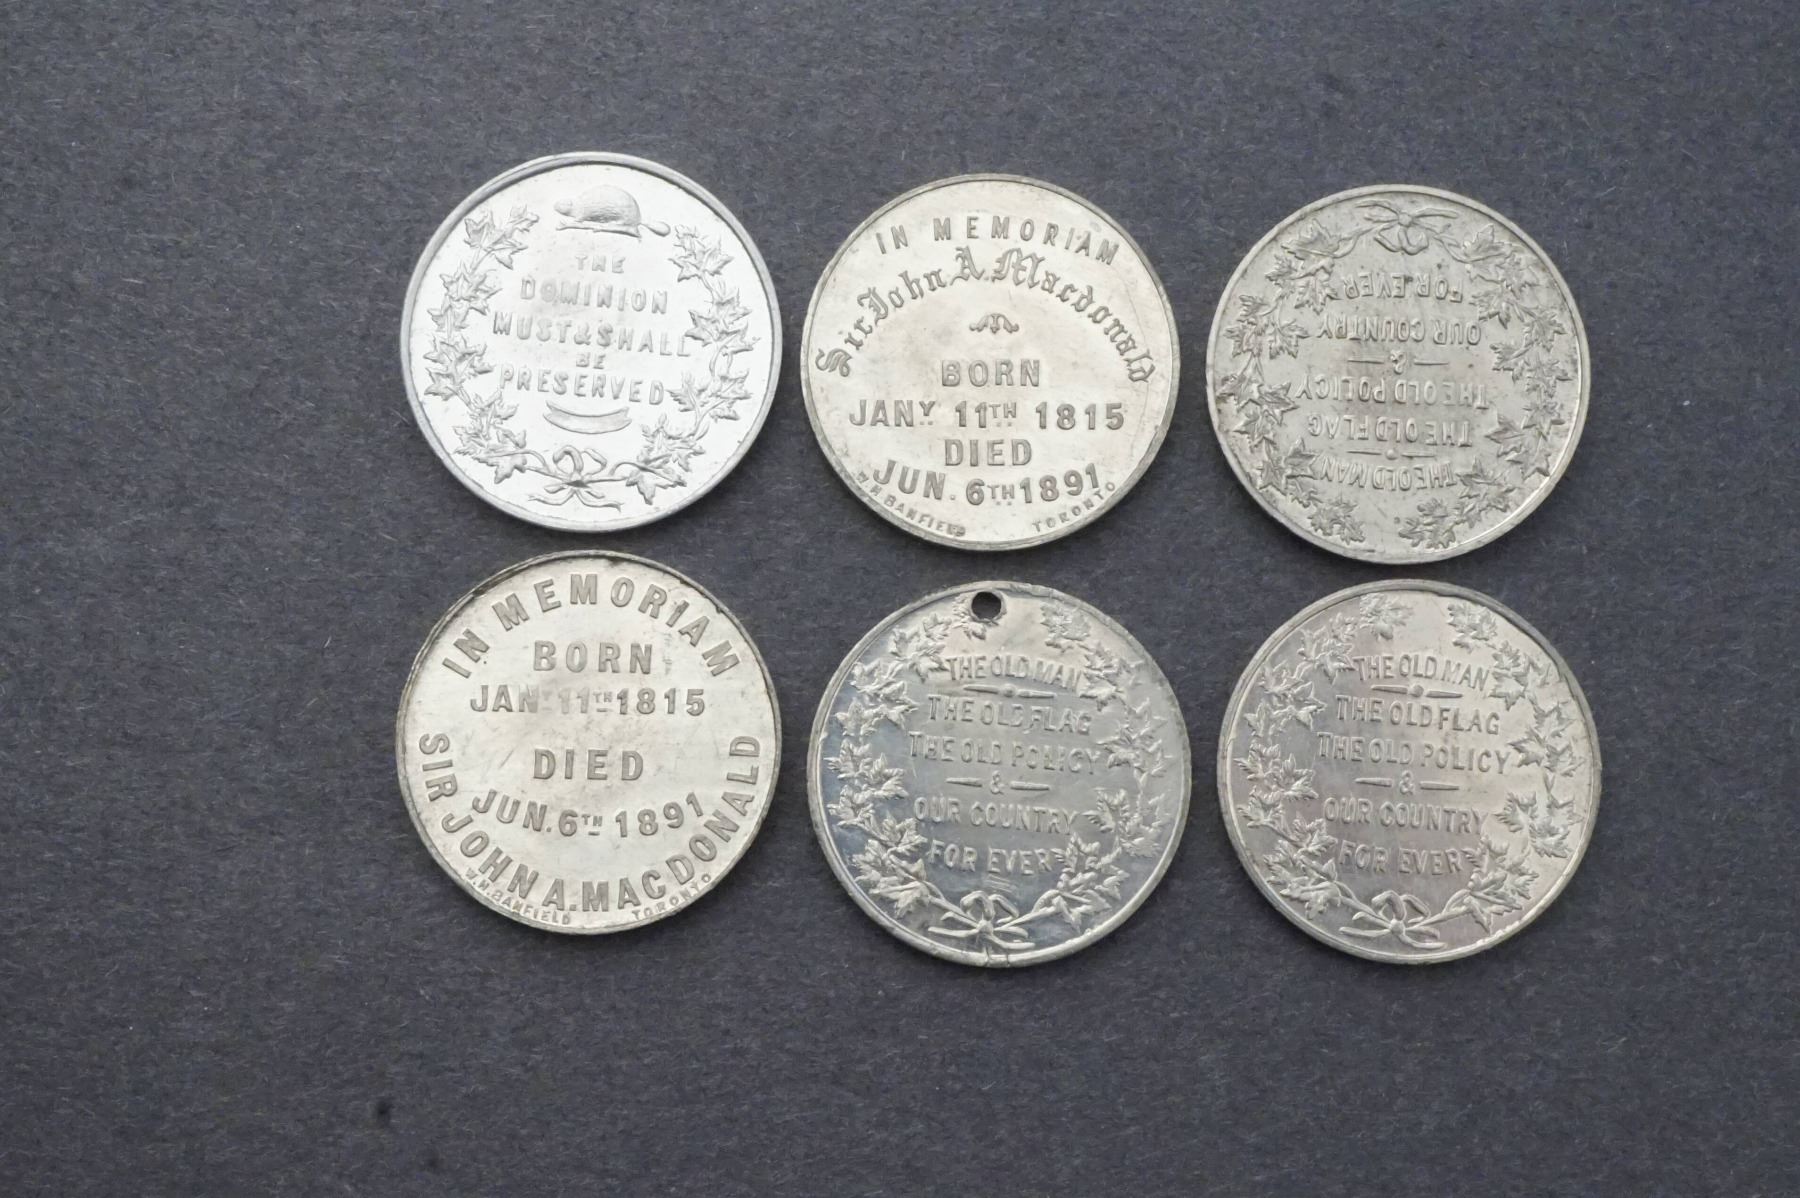 THE
DOMINION
MUST & SHALL
BE
PRESERVED
IN MEMORIAM
Sir John A. Macdonald
BORN
JANY 11TH 1815
DIED
JUN. 6TH 1891
W.H. BANFIELD TORONTO
THE OLD MAN
THE OLD FLAG
THE OLD POLICY
&
OUR COUNTRY
FOR EVER
IN MEMORIAM
BORN
JANY 11TH 1815
DIED
JUN. 6TH 1891
SIR JOHN A. MACDONALD
W.H. BANFIELD TORONTO
THE OLD MAN
THE OLD FLAG
THE OLD POLICY
&
OUR COUNTRY
FOR EVER
THE OLD MAN
THE OLD FLAG
THE OLD POLICY
&
OUR COUNTRY
FOR EVER